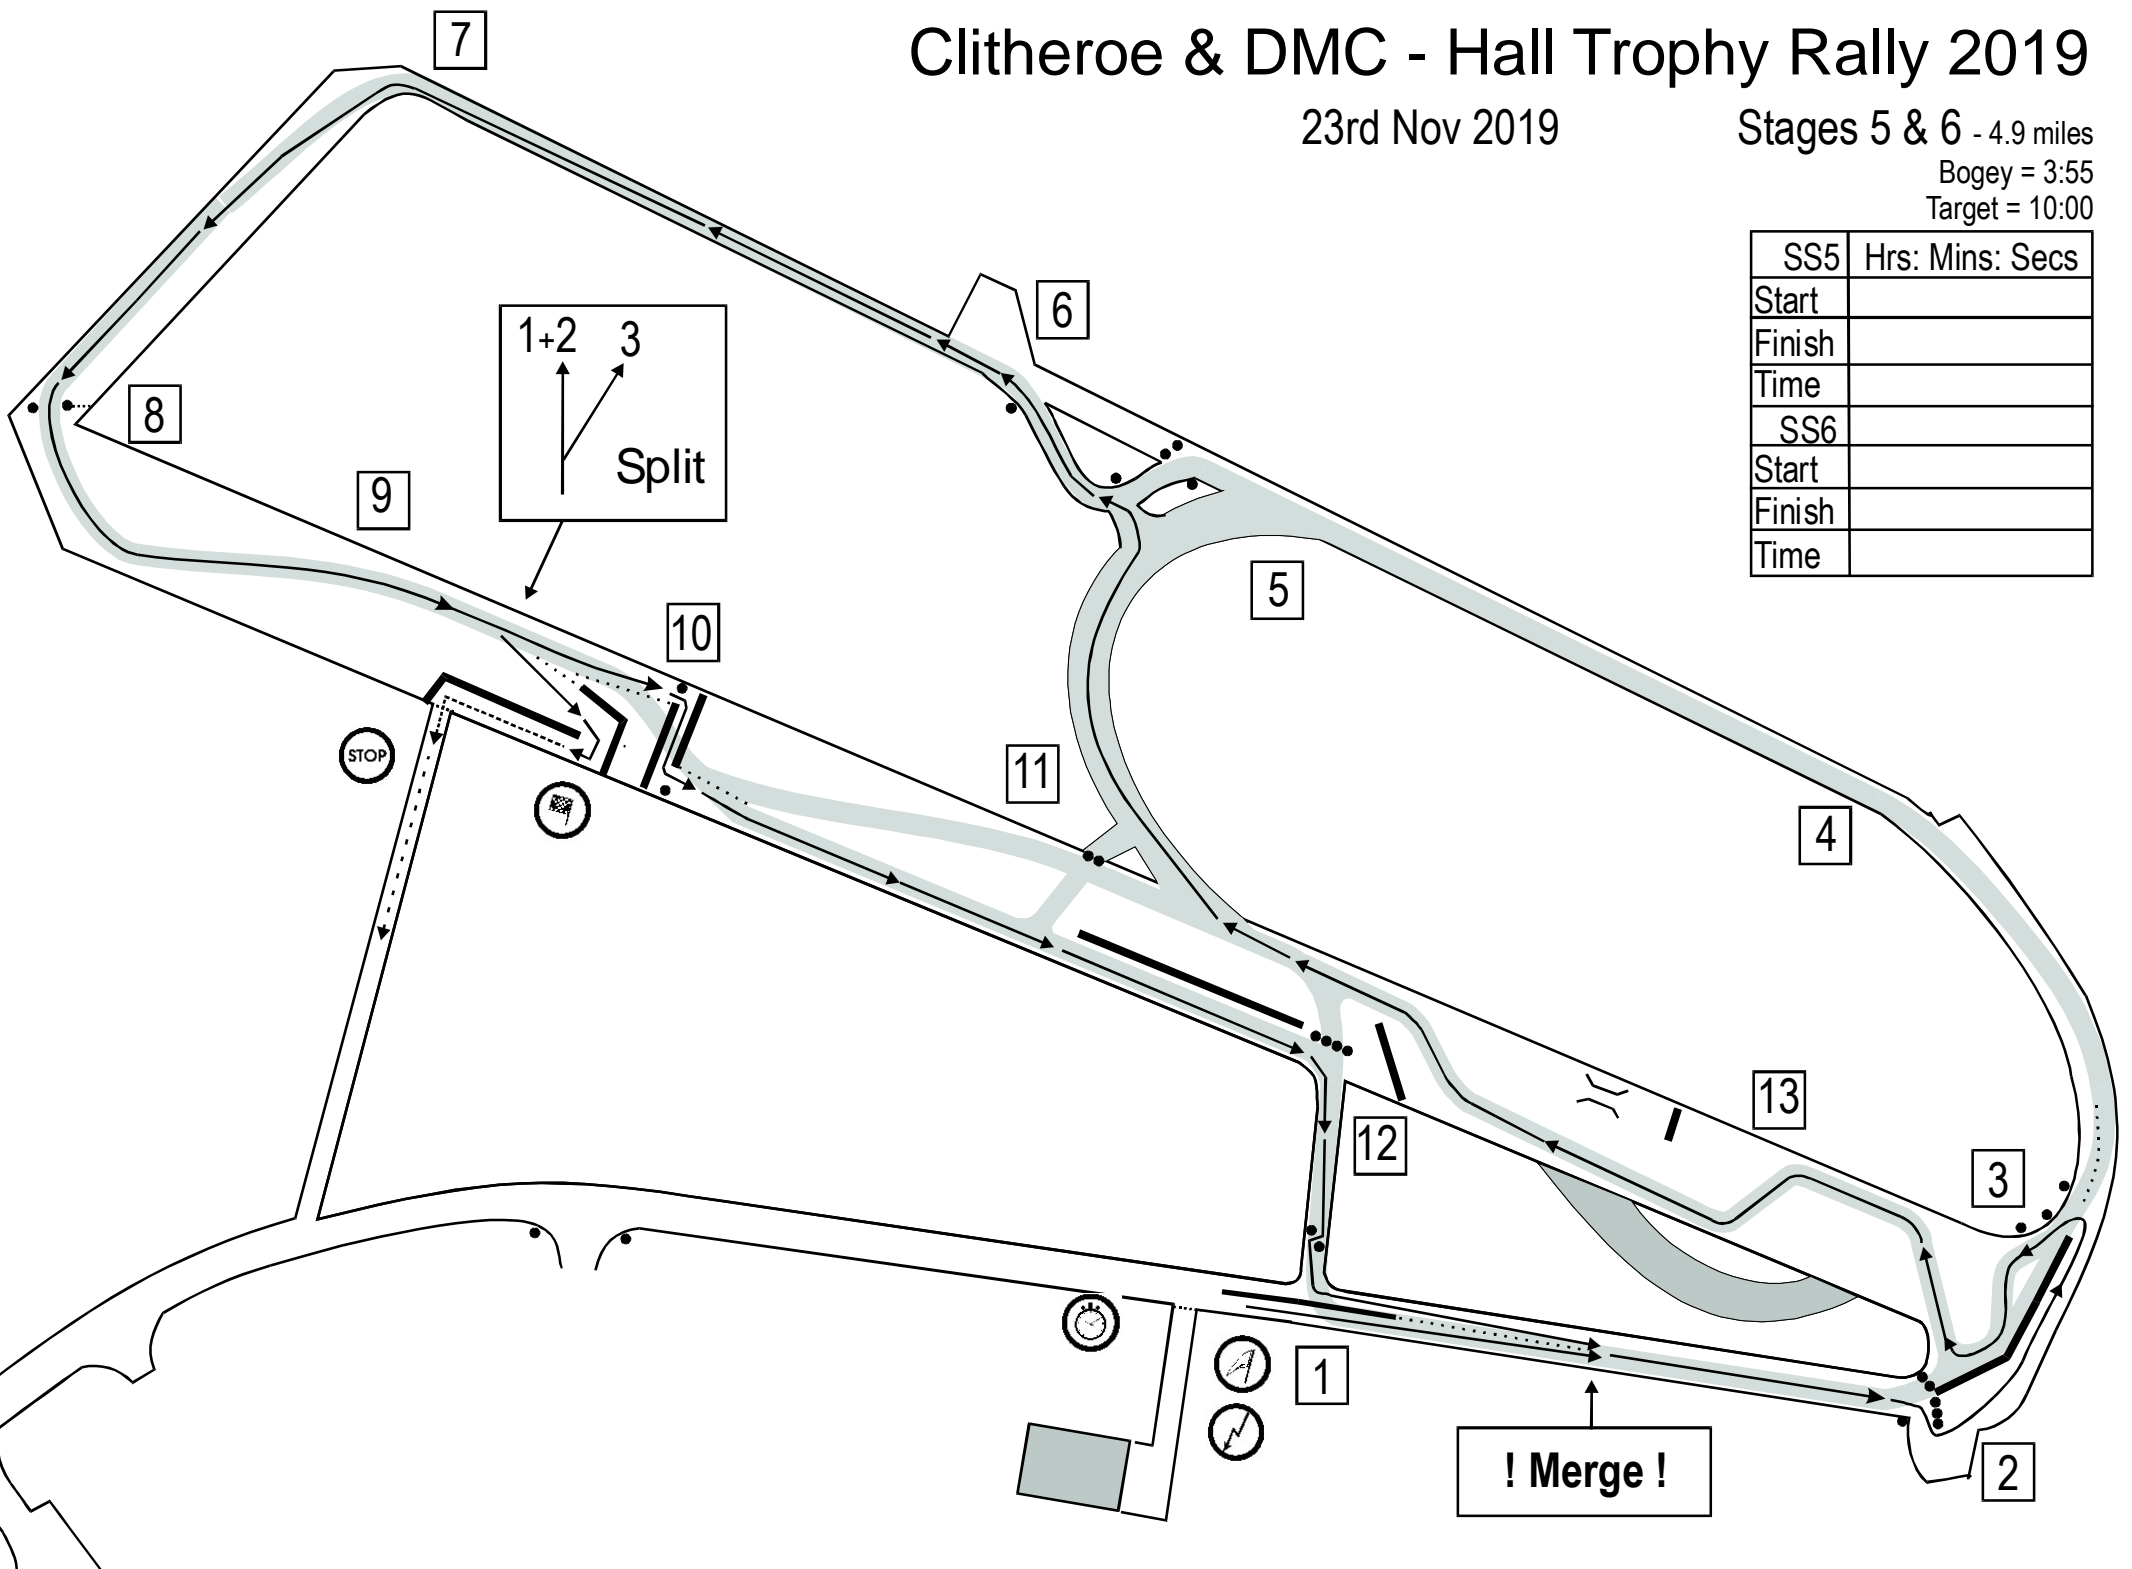 Clitheroe & DMC - Hall Trophy Rally 2019
23rd Nov 2019
Stages 5 & 6 - 4.9 miles
Bogey = 3:55
Target = 10:00
SS5 Hrs: Mins: Secs
Start
Finish
Time
SS6
Start
Finish
Time
7
6
1+2 3
Split
8
9
5
10
11
4
STOP
13
12
3
1
! Merge !
2